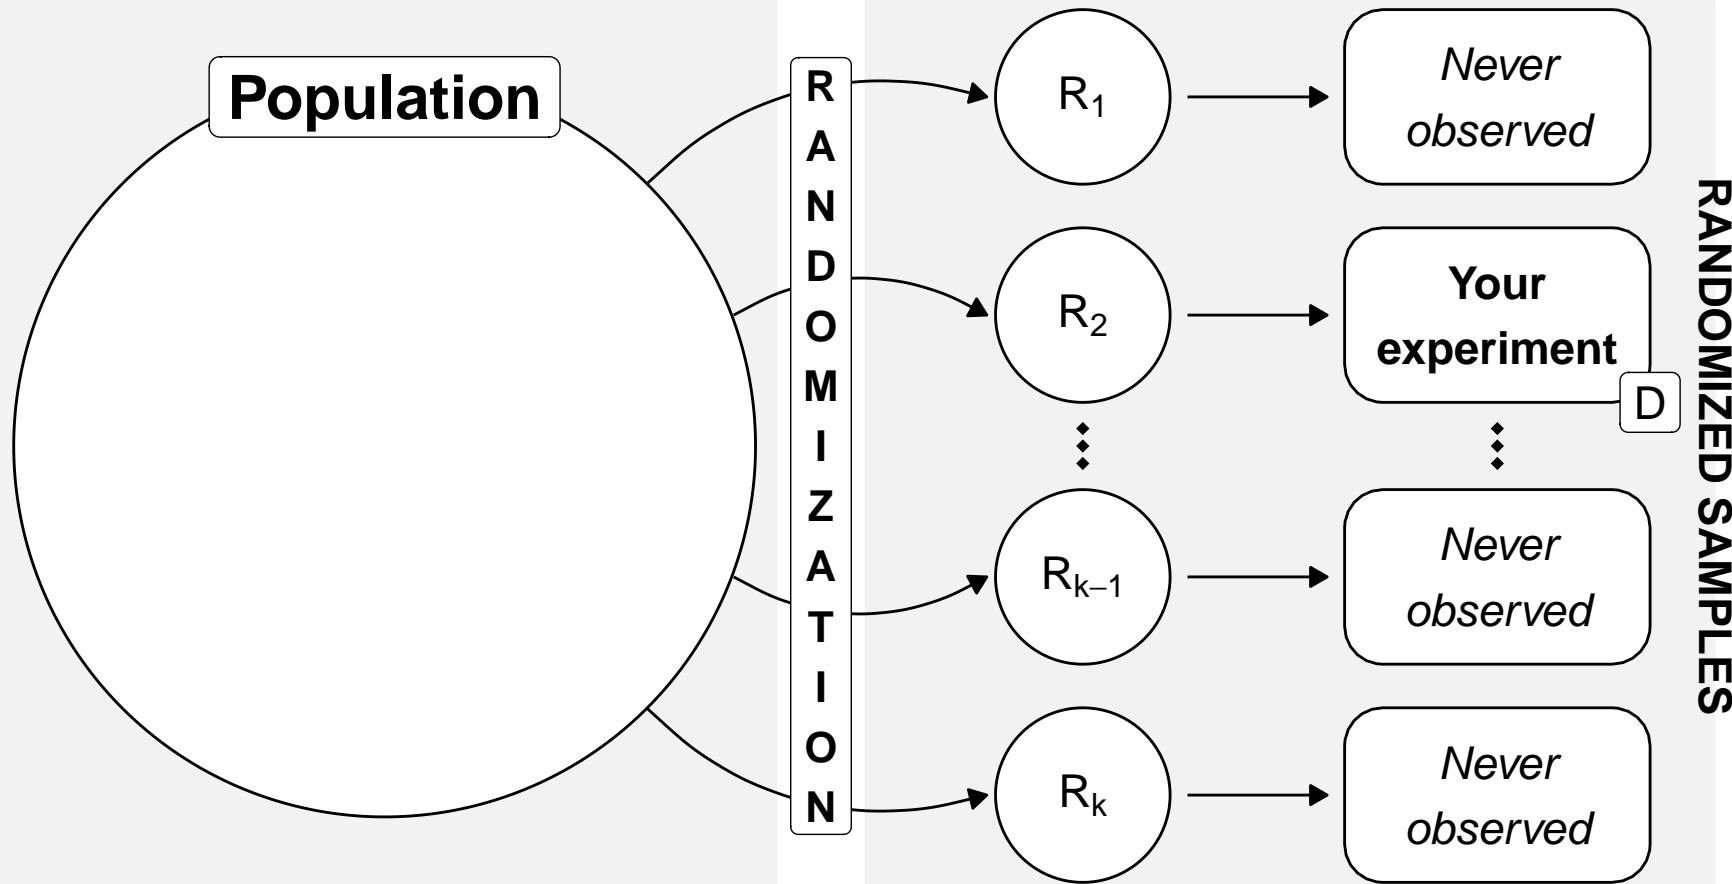 Population
RANDOMIZATION
R1
Never
observed
R2
Your
experiment
D
Rk–1
Never
observed
Rk
Never
observed
RANDOMIZED SAMPLES